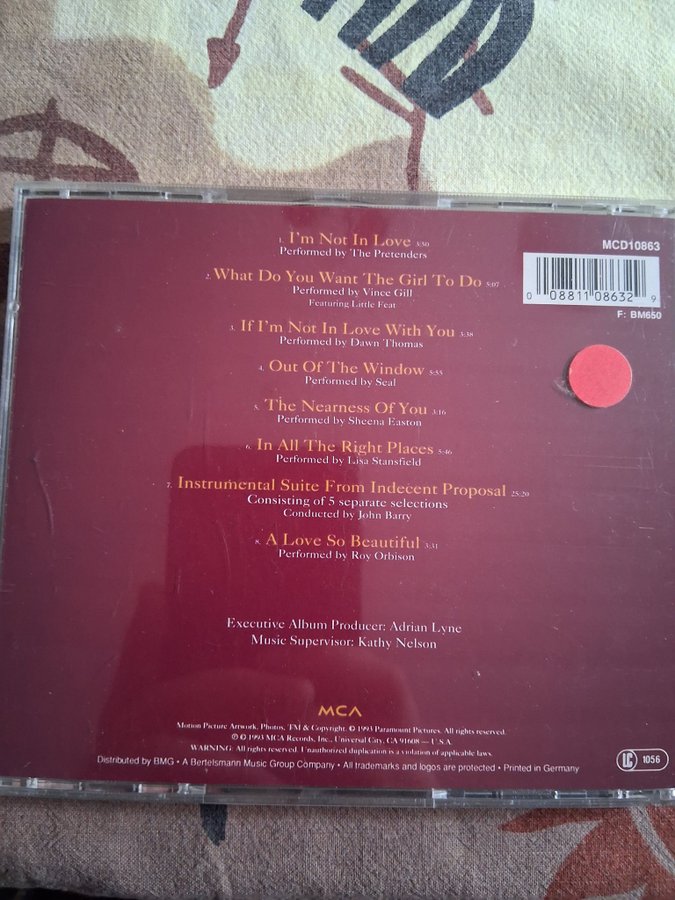 1. I'm Not In Love 3:50
Performed by The Pretenders
2. What Do You Want The Girl To Do 5:07
Performed by Vince Gill
Featuring Little Feat
3. If I'm Not In Love With You 3:38
Performed by Dawn Thomas
4. Out Of The Window 5:55
Performed by Seal
5. The Nearness Of You 3:16
Performed by Sheena Easton
6. In All The Right Places 5:46
Performed by Lisa Stansfield
7. Instrumental Suite From Indecent Proposal 25:20
Consisting of 5 separate selections
Conducted by John Barry
8. A Love So Beautiful 3:31
Performed by Roy Orbison
MCD10863
0 08811 08632 9
F: BM650
Executive Album Producer: Adrian Lyne
Music Supervisor: Kathy Nelson
MCA
Motion Picture Artwork, Photos, TM & Copyright. © 1993 Paramount Pictures. All rights reserved.
℗ © 1993 MCA Records, Inc., Universal City, CA 91608 — U S A
WARNING: All rights reserved. Unauthorized duplication is a violation of applicable laws.
Distributed by BMG • A Bertelsmann Music Group Company • All trademarks and logos are protected • Printed in Germany
LC 1056